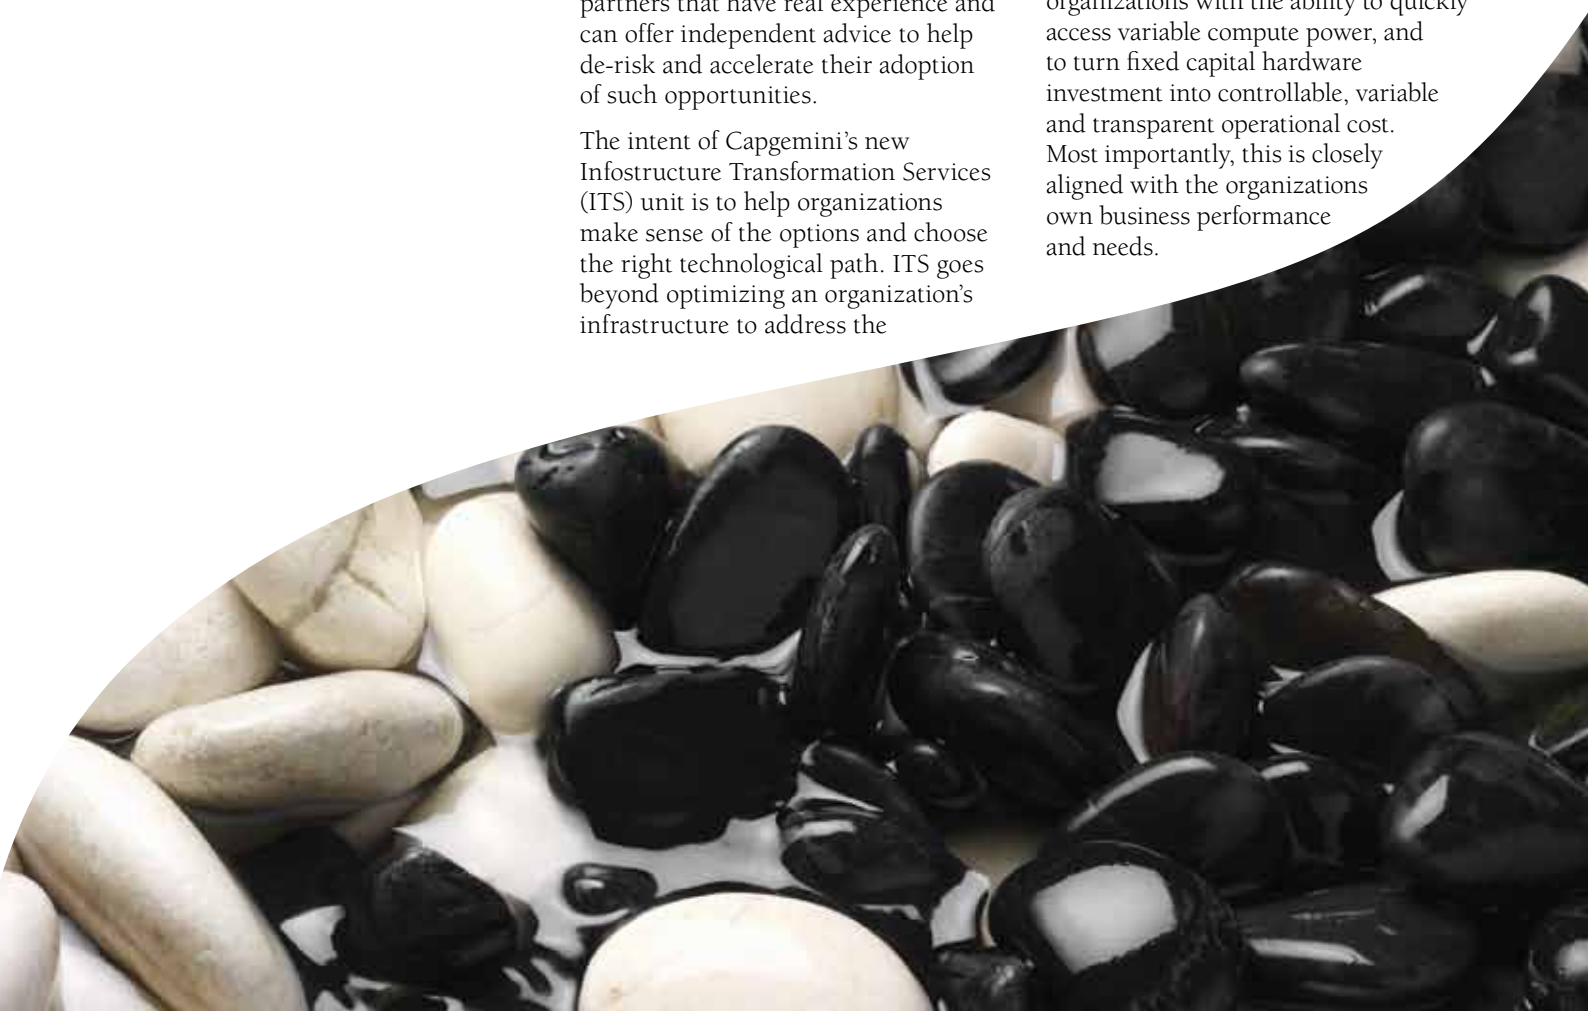 partners that have real experience and
can offer independent advice to help
de-risk and accelerate their adoption
of such opportunities.
The intent of Capgemini’s new
Infostructure Transformation Services
(ITS) unit is to help organizations
make sense of the options and choose
the right technological path. ITS goes
beyond optimizing an organization’s
infrastructure to address the
organizations with the ability to quickly
access variable compute power, and
to turn fixed capital hardware
investment into controllable, variable
and transparent operational cost.
Most importantly, this is closely
aligned with the organizations
own business performance
and needs.